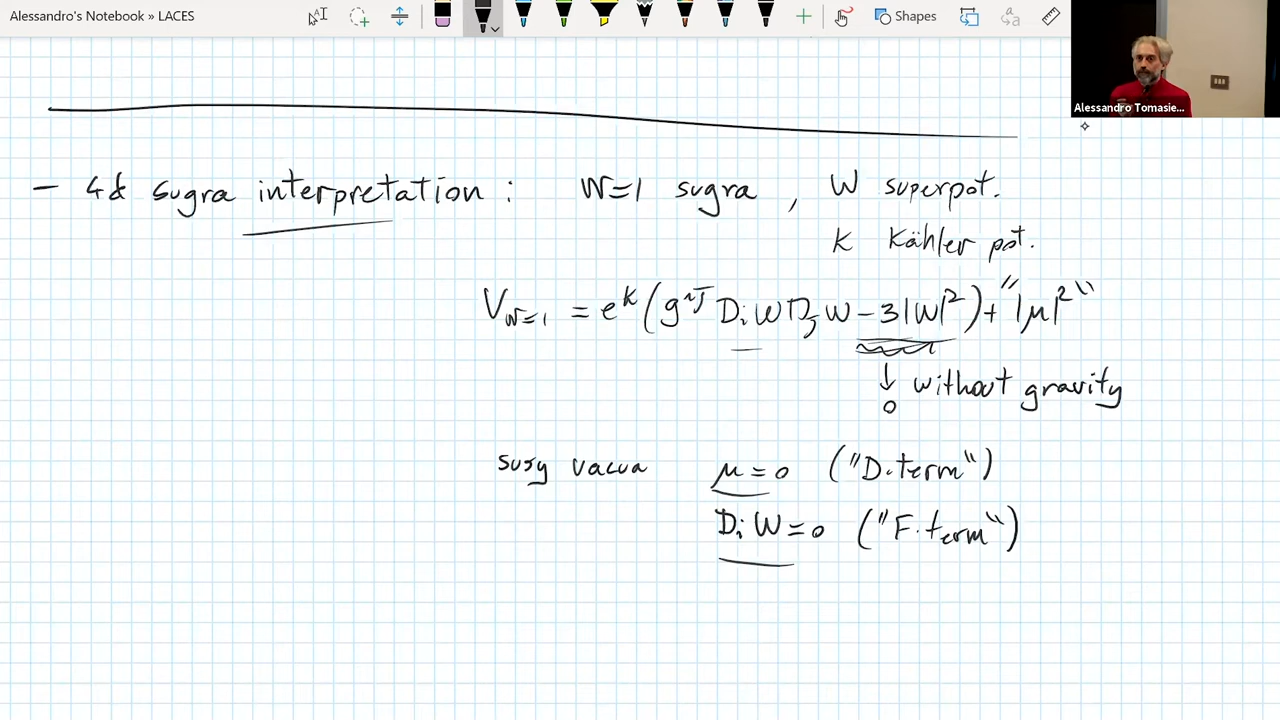 Alessandro's Notebook » LACES
Shapes
Alessandro Tomasie...
– 4d sugra interpretation : N=1 sugra , W superpot.
K Kähler pot.
V_{N=1} = e^K (g^{i\bar{J}} D_i W \bar{D}_{\bar{J}} W – 3|W|^2) + "|μ|^2"
↓ without gravity
0
susy vacua μ=0 ("D-term")
D_i W = 0 ("F-term")